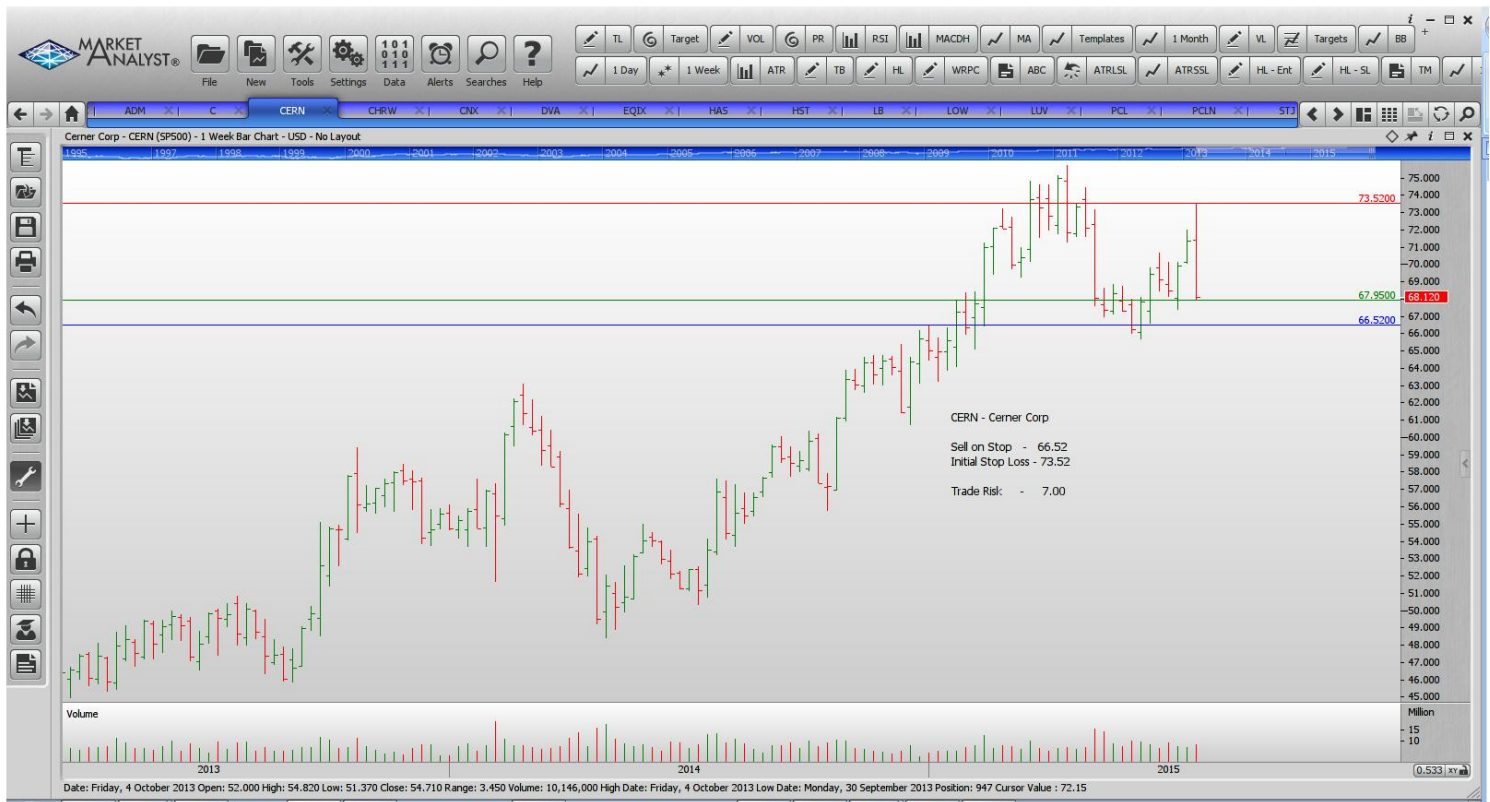 MARKET
ANALYST®
File New Tools Settings Data Alerts Searches Help
TL Target VOL PR RSI MACDH MA Templates 1 Month VL Targets BB
1 Day 1 Week ATR TB HL WRPC ABC ATRLSL ATRSSL HL - Ent HL - SL TM
ADM C CERN CHRW CNX DVA EQIX HAS HST LB LOW LUV PCL PCLN STJ
Cerner Corp - CERN (SP500) - 1 Week Bar Chart - USD - No Layout
1995 1997 1998 1999 2000 2001 2002 2003 2004 2005 2006 2007 2008 2009 2010 2011 2012 2013 2014 2015
75.000
74.000
73.5200
73.000
72.000
71.000
70.000
69.000
67.9500 68.120
67.000
66.5200
66.000
65.000
64.000
63.000
62.000
61.000
60.000
59.000
58.000
57.000
56.000
55.000
54.000
53.000
52.000
51.000
50.000
49.000
48.000
47.000
46.000
45.000
CERN - Cerner Corp
Sell on Stop - 66.52
Initial Stop Loss - 73.52
Trade Risk - 7.00
Volume
Million
15
10
2013 2014 2015
0.533 XY
Date: Friday, 4 October 2013 Open: 52.000 High: 54.820 Low: 51.370 Close: 54.710 Range: 3.450 Volume: 10,146,000 High Date: Friday, 4 October 2013 Low Date: Monday, 30 September 2013 Position: 947 Cursor Value : 72.15